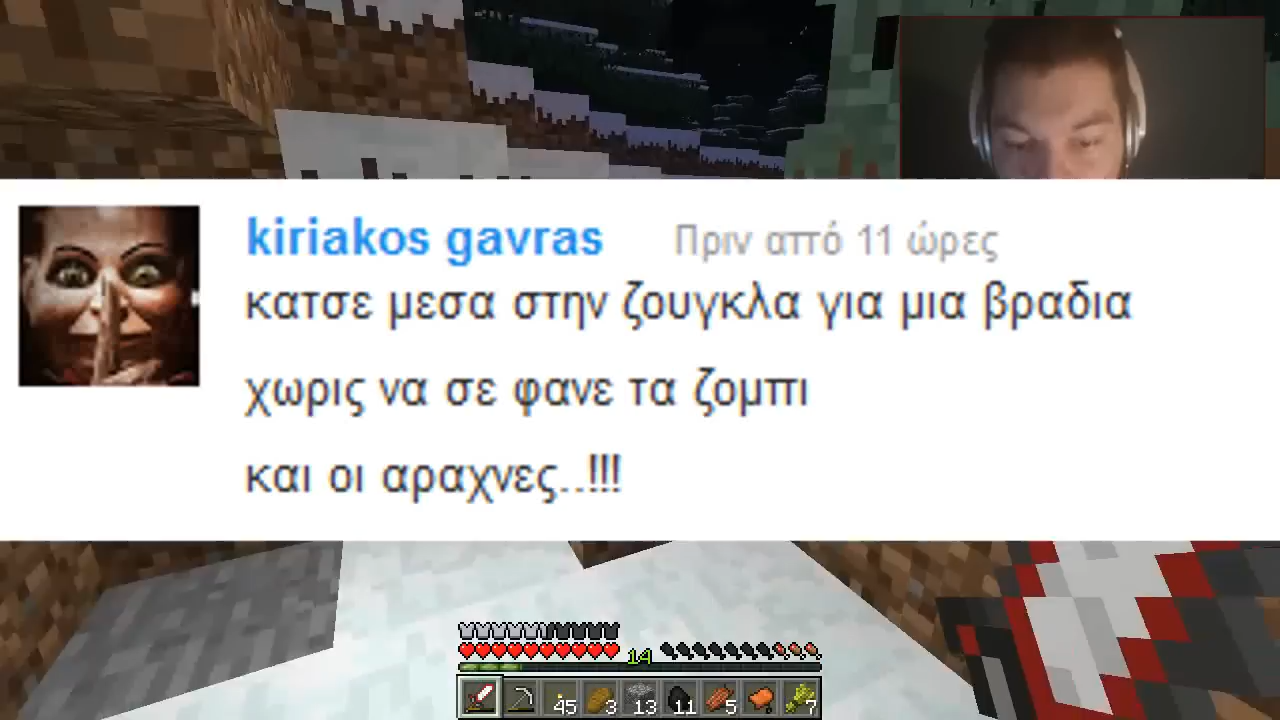 kiriakos gavras Πριν από 11 ώρες
κατσε μεσα στην ζουγκλα για μια βραδια
χωρις να σε φανε τα ζομπι
και οι αραχνες..!!!
14
45 3 13 11 5 7